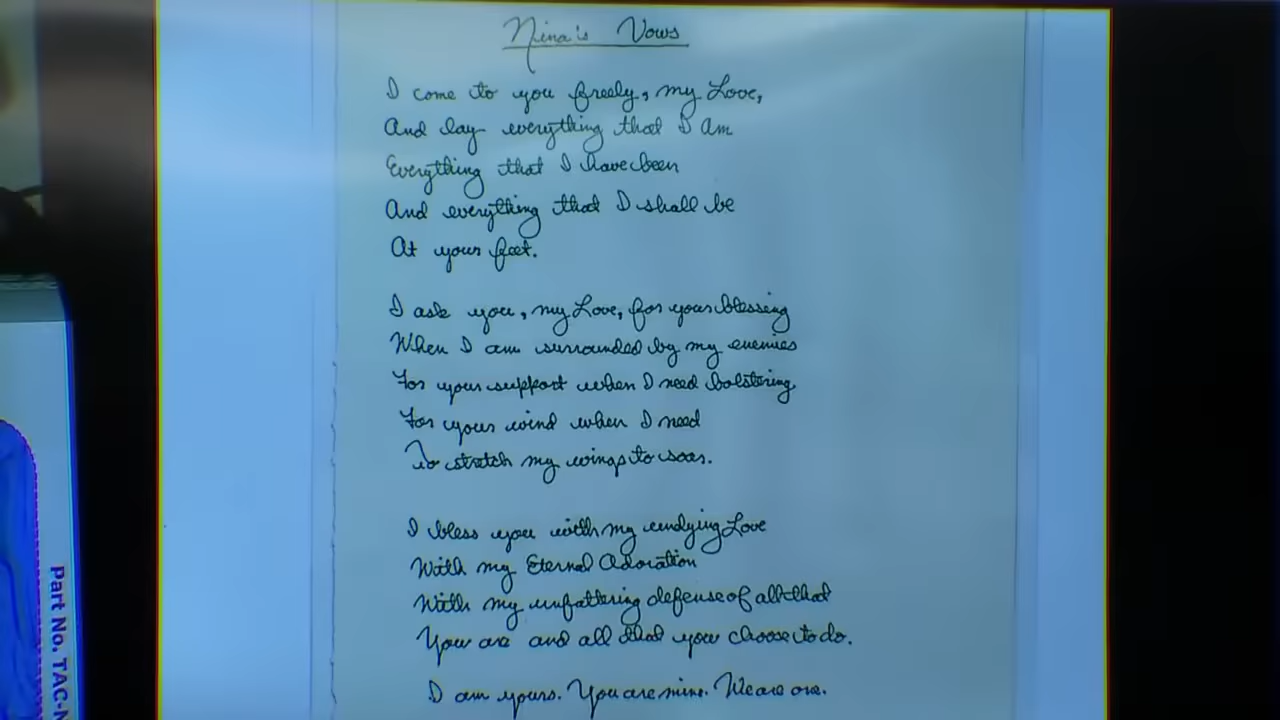 Nina's Vows
I come to you freely, my Love,
And lay everything that I am
Everything that I have been
And everything that I shall be
At your feet.
I ask you, my Love, for your blessing
When I am surrounded by my enemies
For your support when I need bolstering
For your wind when I need
To stretch my wings to soar.
I bless you with my undying Love
With my Eternal Adoration
With my unfattering defense of all that
You are and all that you choose to do.
I am yours. You are mine. We are one.
Part No. TAC-N